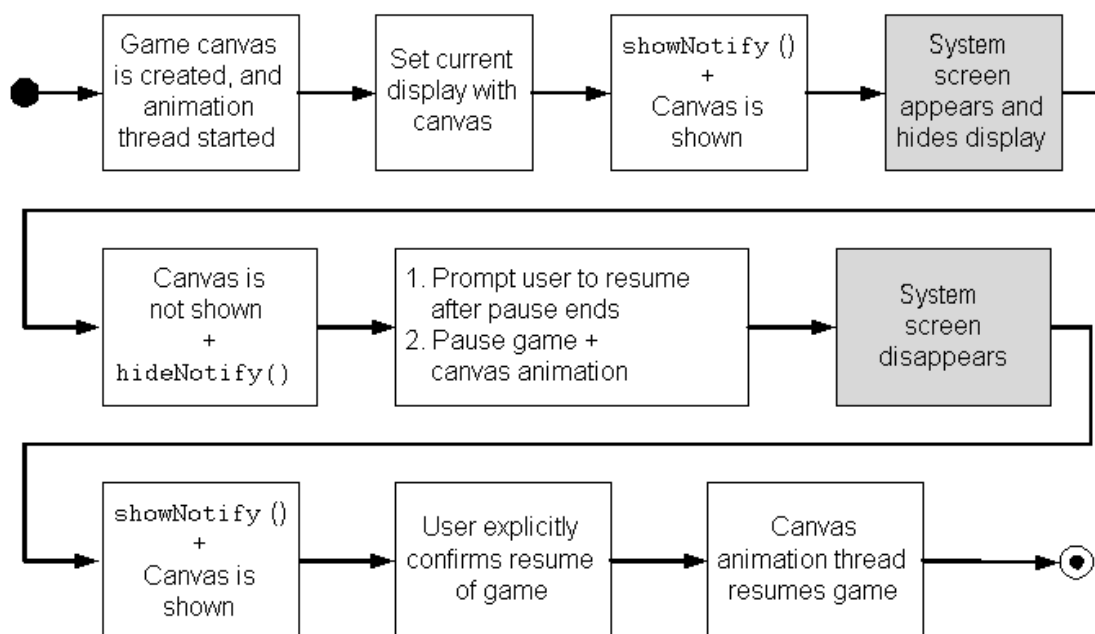 Game canvas
is created, and
animation
thread started
Set current
display with
canvas
showNotify ()
+
Canvas is
shown
System
screen
appears and
hides display
Canvas is
not shown
+
hideNotify()
1. Prompt user to resume
after pause ends
2. Pause game +
canvas animation
System
screen
disappears
showNotify ()
+
Canvas is
shown
User explicitly
confirms resume
of game
Canvas
animation thread
resumes game